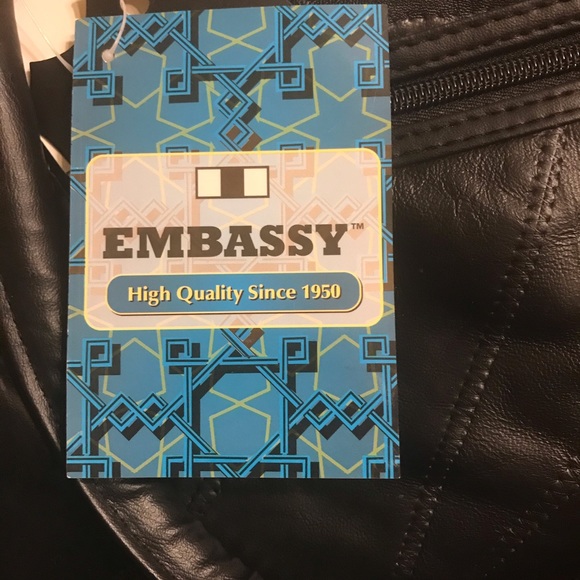 EMBASSY™
High Quality Since 1950